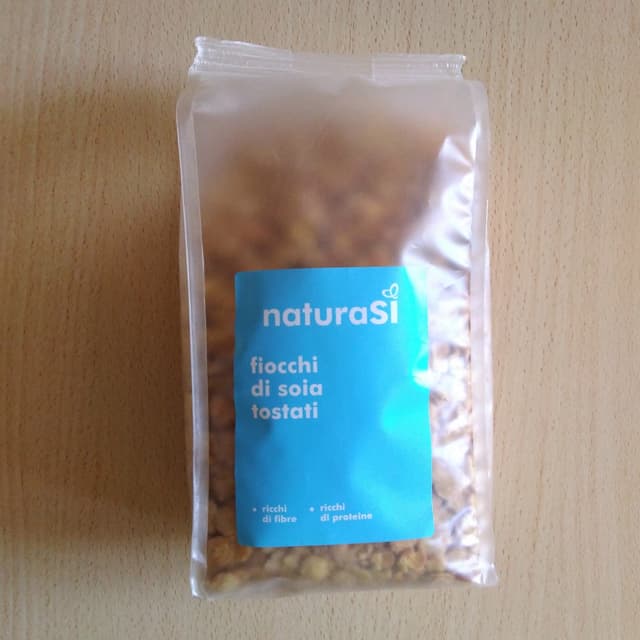 naturaSì
fiocchi
di soia
tostati
• ricchi
di fibre
• ricchi
di proteine